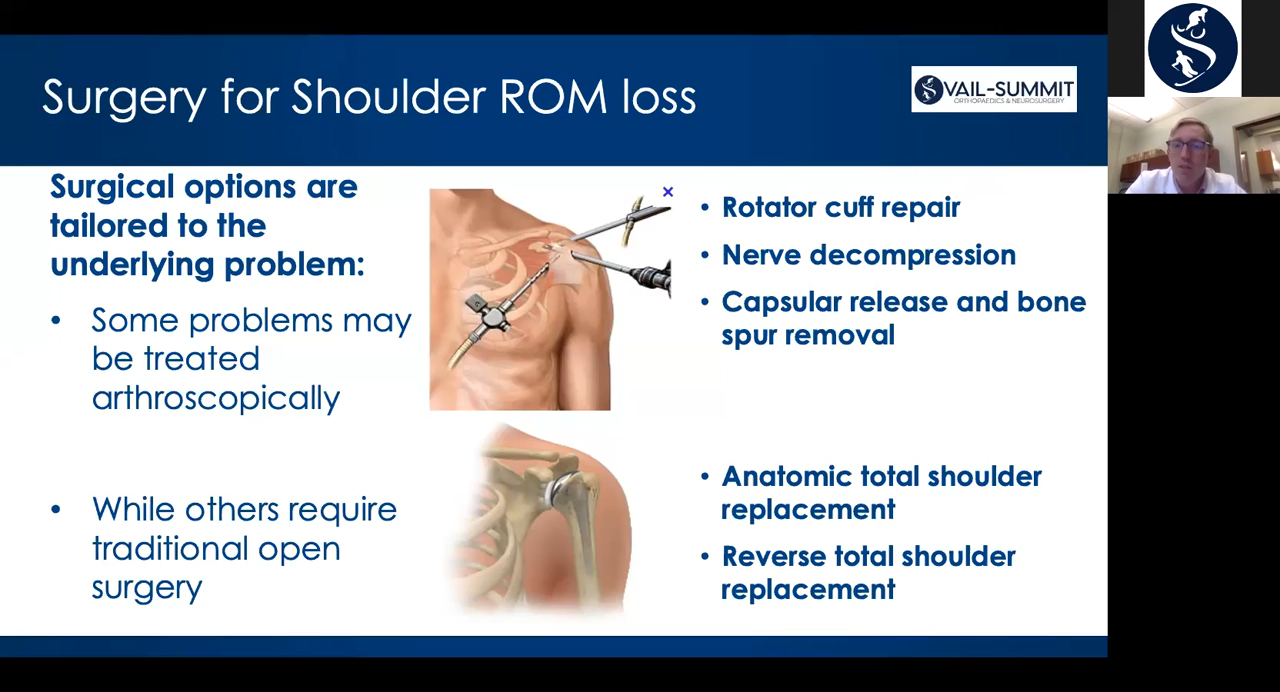 Surgery for Shoulder ROM loss
VAIL-SUMMIT
ORTHOPAEDICS & NEUROSURGERY
Surgical options are
tailored to the
underlying problem:
• Some problems may
be treated
arthroscopically
• While others require
traditional open
surgery
• Rotator cuff repair
• Nerve decompression
• Capsular release and bone
spur removal
• Anatomic total shoulder
replacement
• Reverse total shoulder
replacement